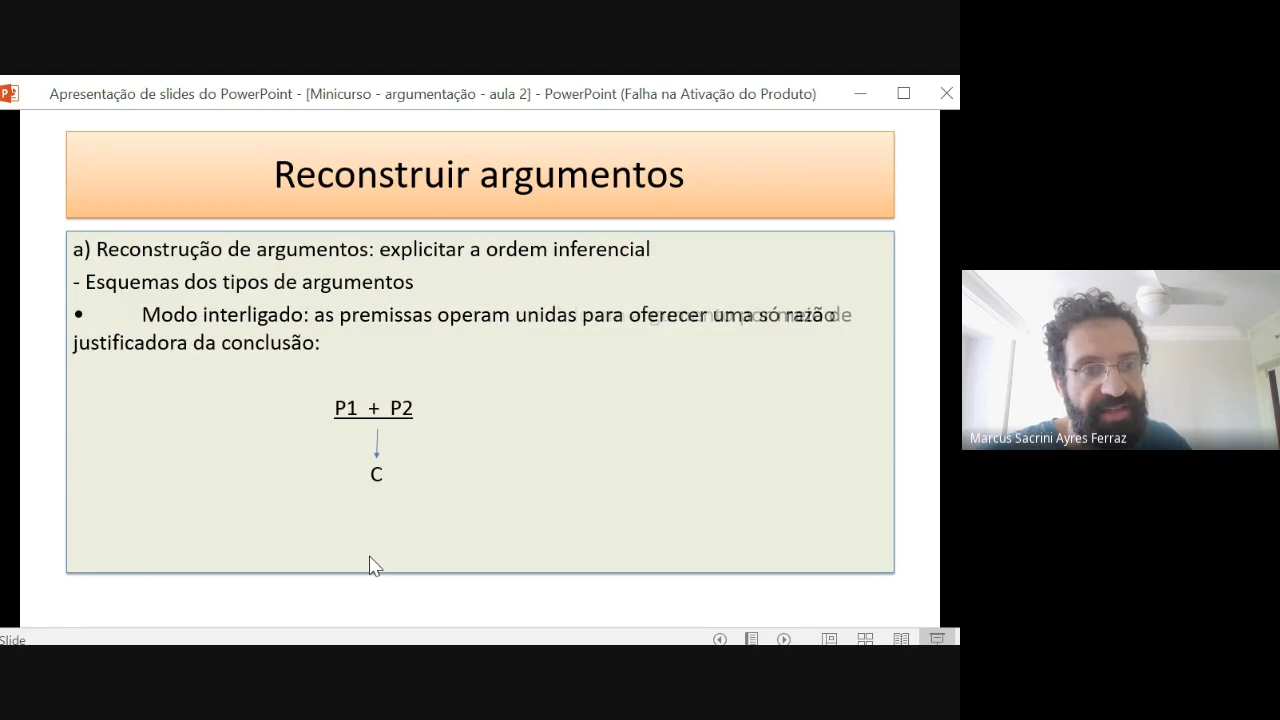 Apresentação de slides do PowerPoint - [Minicurso - argumentação - aula 2] - PowerPoint (Falha na Ativação do Produto)
Reconstruir argumentos
a) Reconstrução de argumentos: explicitar a ordem inferencial
- Esquemas dos tipos de argumentos
• Modo interligado: as premissas operam unidas para oferecer uma só razão
justificadora da conclusão:
P1 + P2
C
Marcus Sacrini Ayres Ferraz
Slide